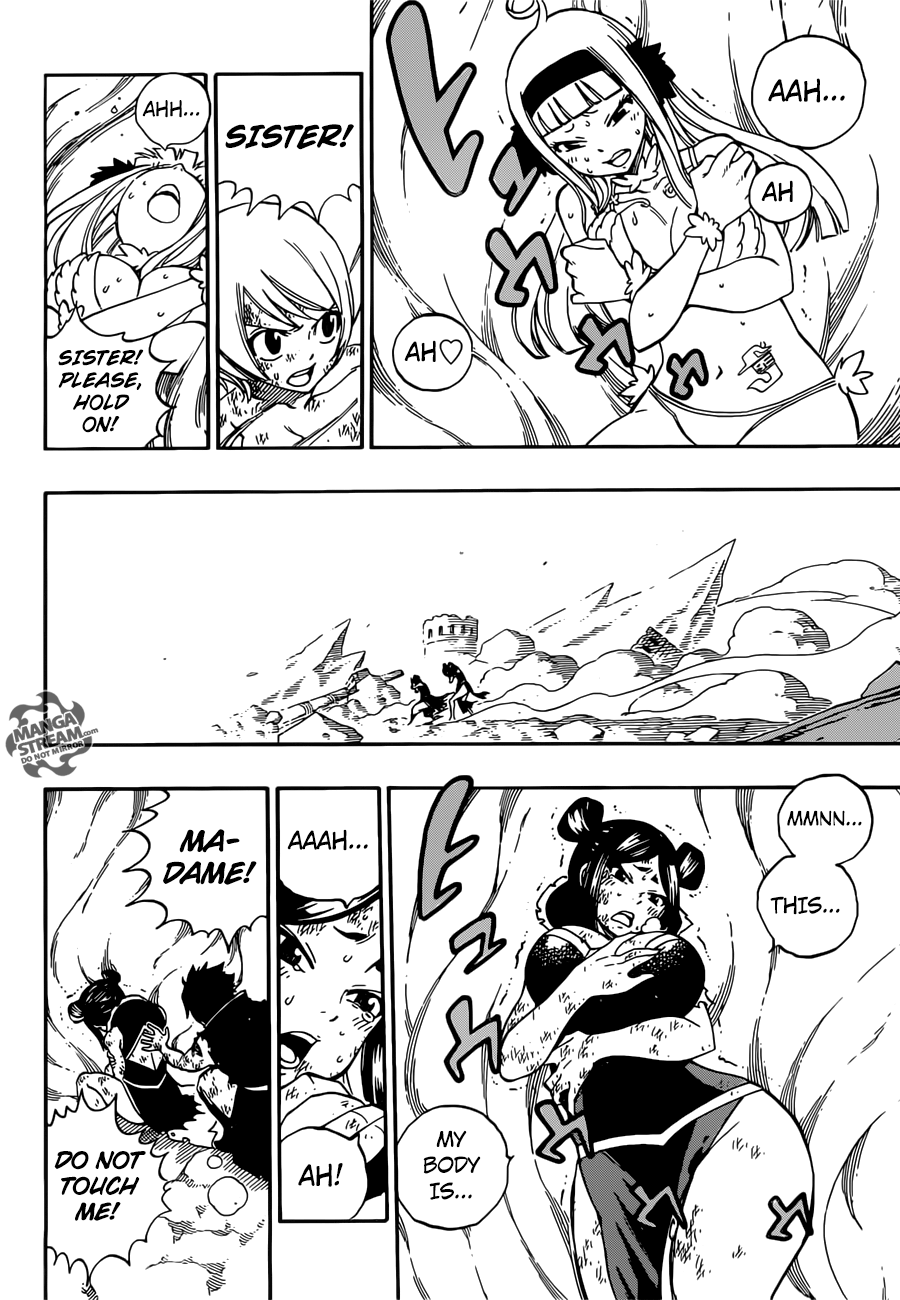 AAH...
AH
AH♡
SISTER!
AHH...
SISTER!
PLEASE,
HOLD
ON!
MANGA
STREAM.com
DO NOT MIRROR
MMNN...
THIS...
MY
BODY
IS...
AAAH...
AH!
MA-
DAME!
DO NOT
TOUCH
ME!